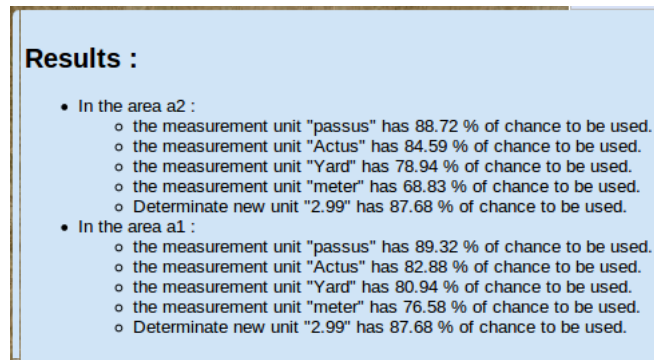 Results :
In the area a2 :
the measurement unit "passus" has 88.72 % of chance to be used.
the measurement unit "Actus" has 84.59 % of chance to be used.
the measurement unit "Yard" has 78.94 % of chance to be used.
the measurement unit "meter" has 68.83 % of chance to be used.
Determinate new unit "2.99" has 87.68 % of chance to be used.
In the area a1 :
the measurement unit "passus" has 89.32 % of chance to be used.
the measurement unit "Actus" has 82.88 % of chance to be used.
the measurement unit "Yard" has 80.94 % of chance to be used.
the measurement unit "meter" has 76.58 % of chance to be used.
Determinate new unit "2.99" has 87.68 % of chance to be used.